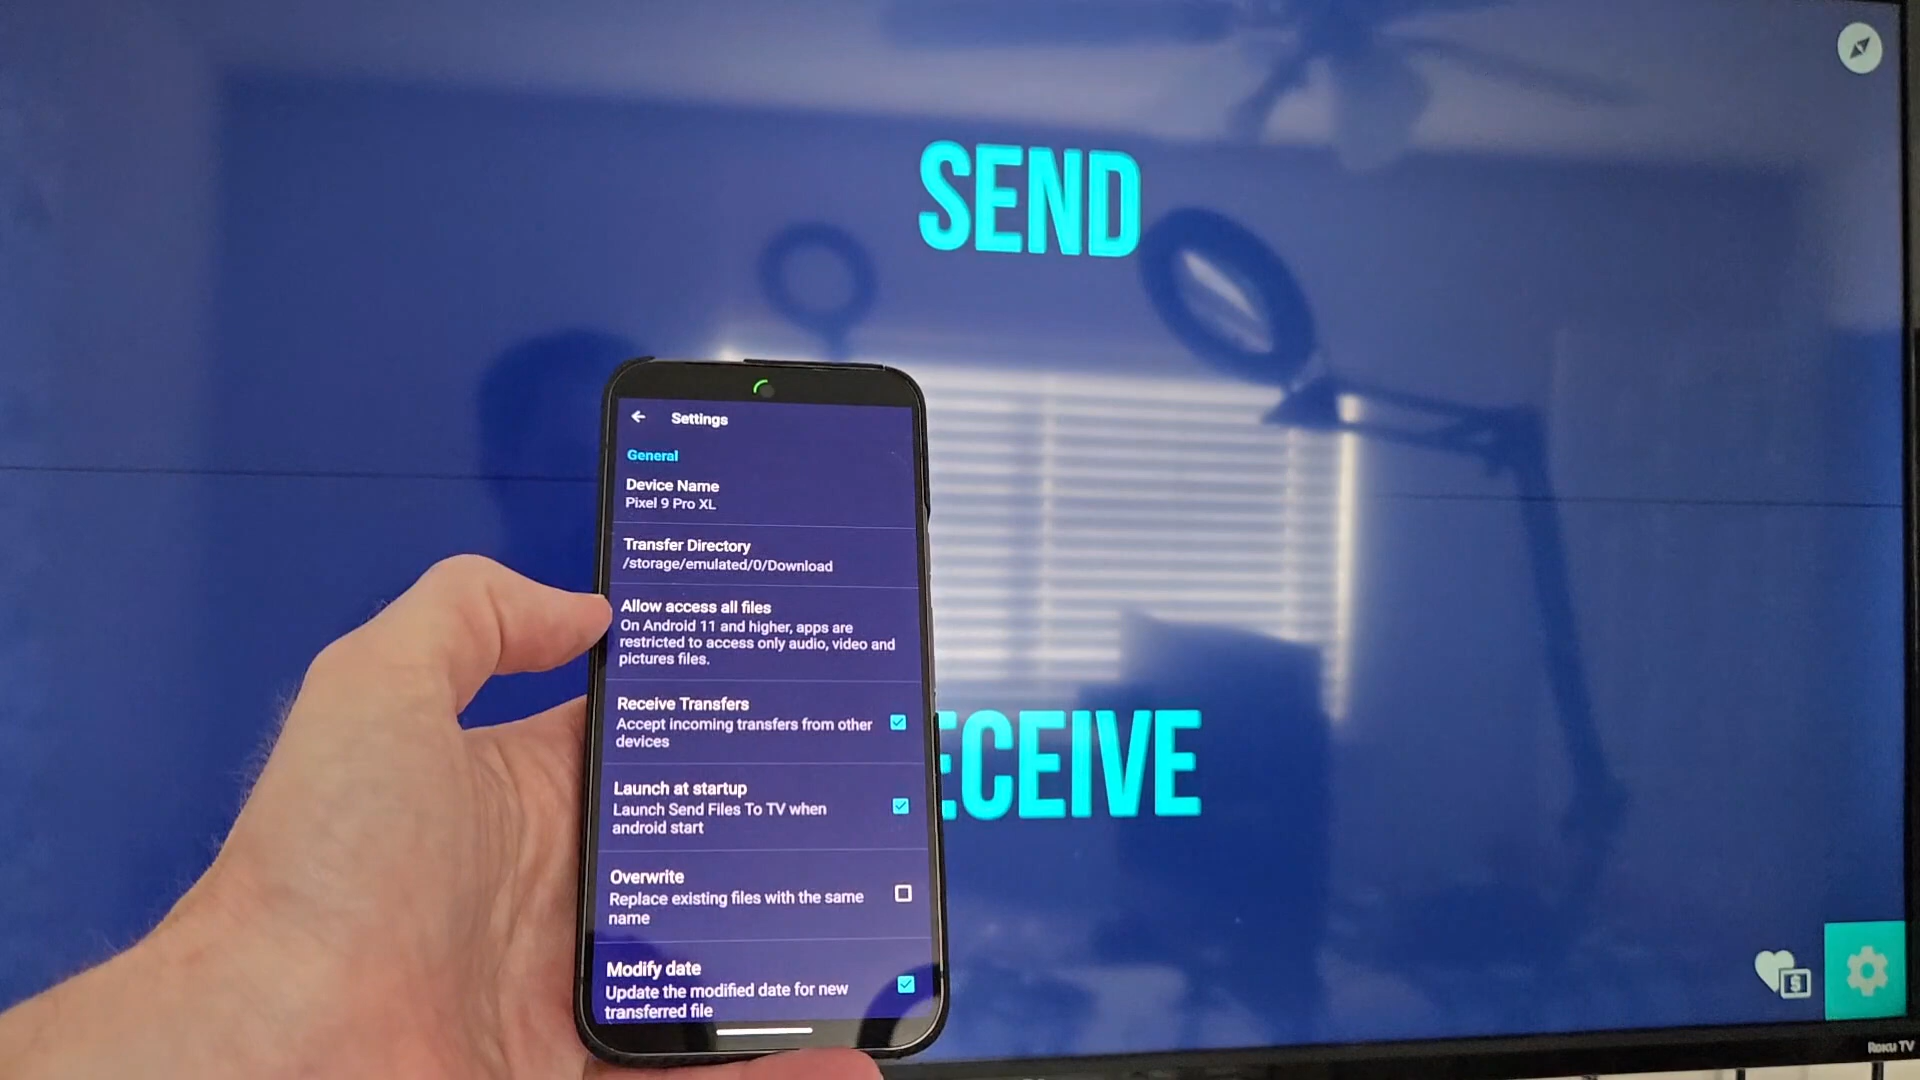 SEND
Settings
General
Device Name
Pixel 9 Pro XL
Transfer Directory
/storage/emulated/0/Download
Allow access all files
On Android 11 and higher, apps are
restricted to access only audio, video and
pictures files.
Receive Transfers
Accept incoming transfers from other
devices
Launch at startup
Launch Send Files To TV when
android start
Overwrite
Replace existing files with the same
name
Modify date
Update the modified date for new
transferred file
ECEIVE
$
Roku TV